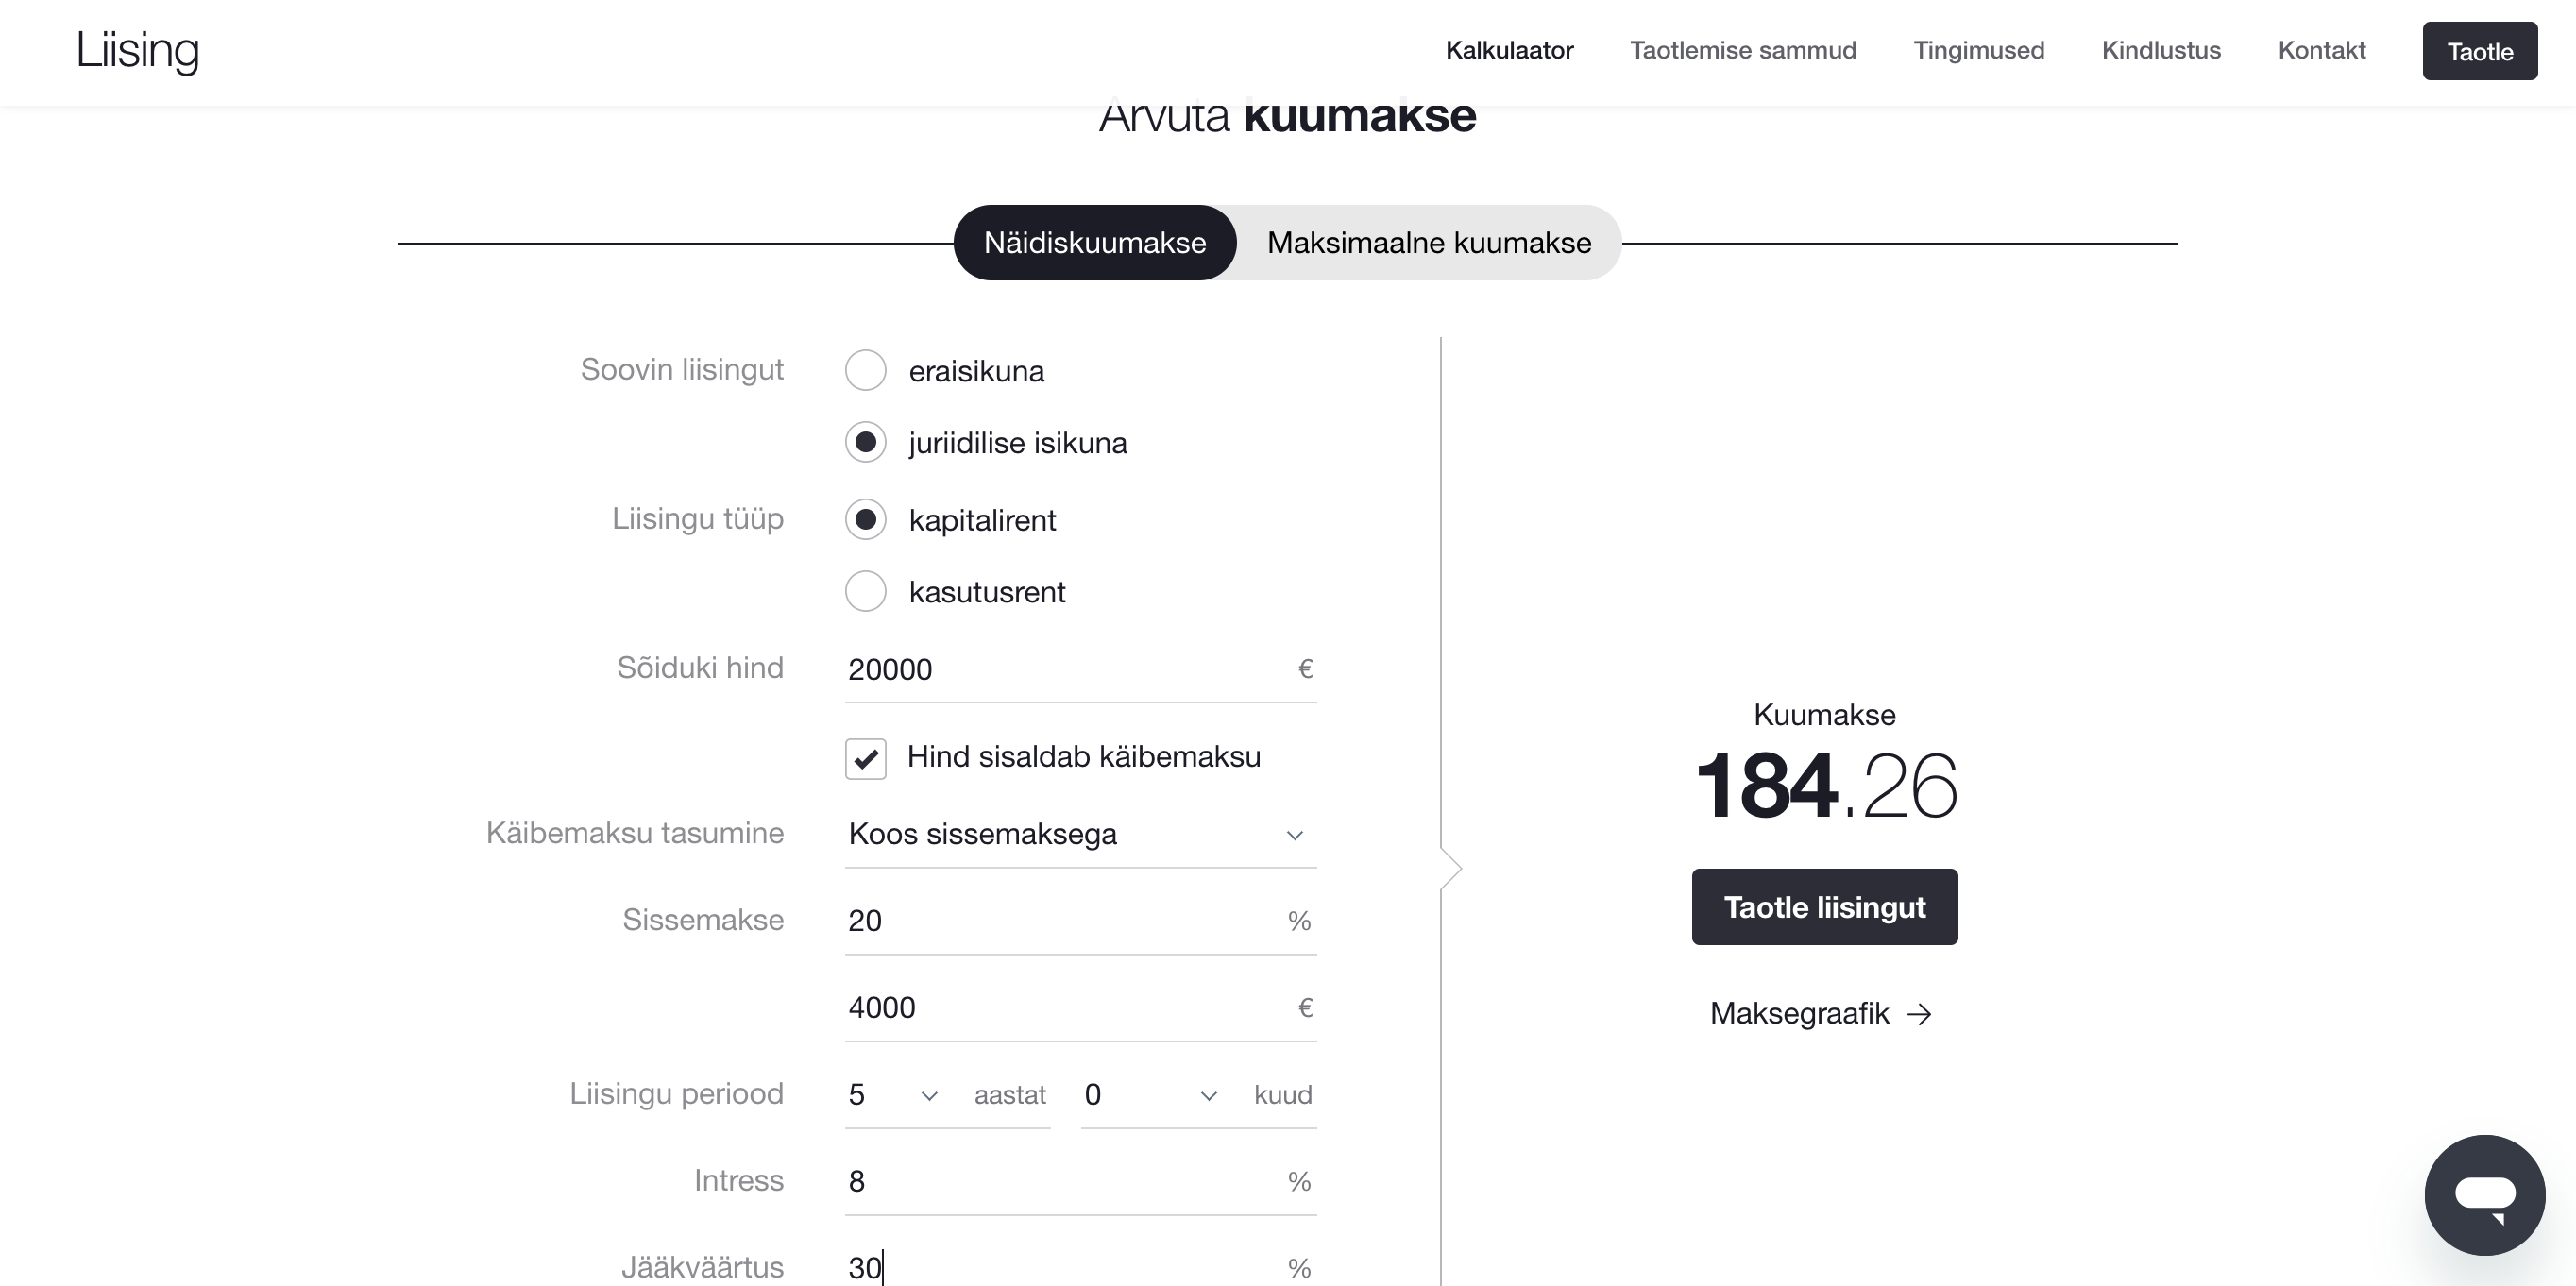 Liising
Kalkulaator Taotlemise sammud Tingimused Kindlustus Kontakt Taotle
Arvuta kuumakse
Näidiskuumakse Maksimaalne kuumakse
Soovin liisingut eraisikuna
juriidilise isikuna
Liisingu tüüp kapitalirent
kasutusrent
Sõiduki hind 20000 €
Hind sisaldab käibemaksu
Käibemaksu tasumine Koos sissemaksega
Sissemakse 20 %
4000 €
Liisingu periood 5 aastat 0 kuud
Intress 8 %
Jääkväärtus 30 %
Kuumakse
184.26
Taotle liisingut
Maksegraafik →